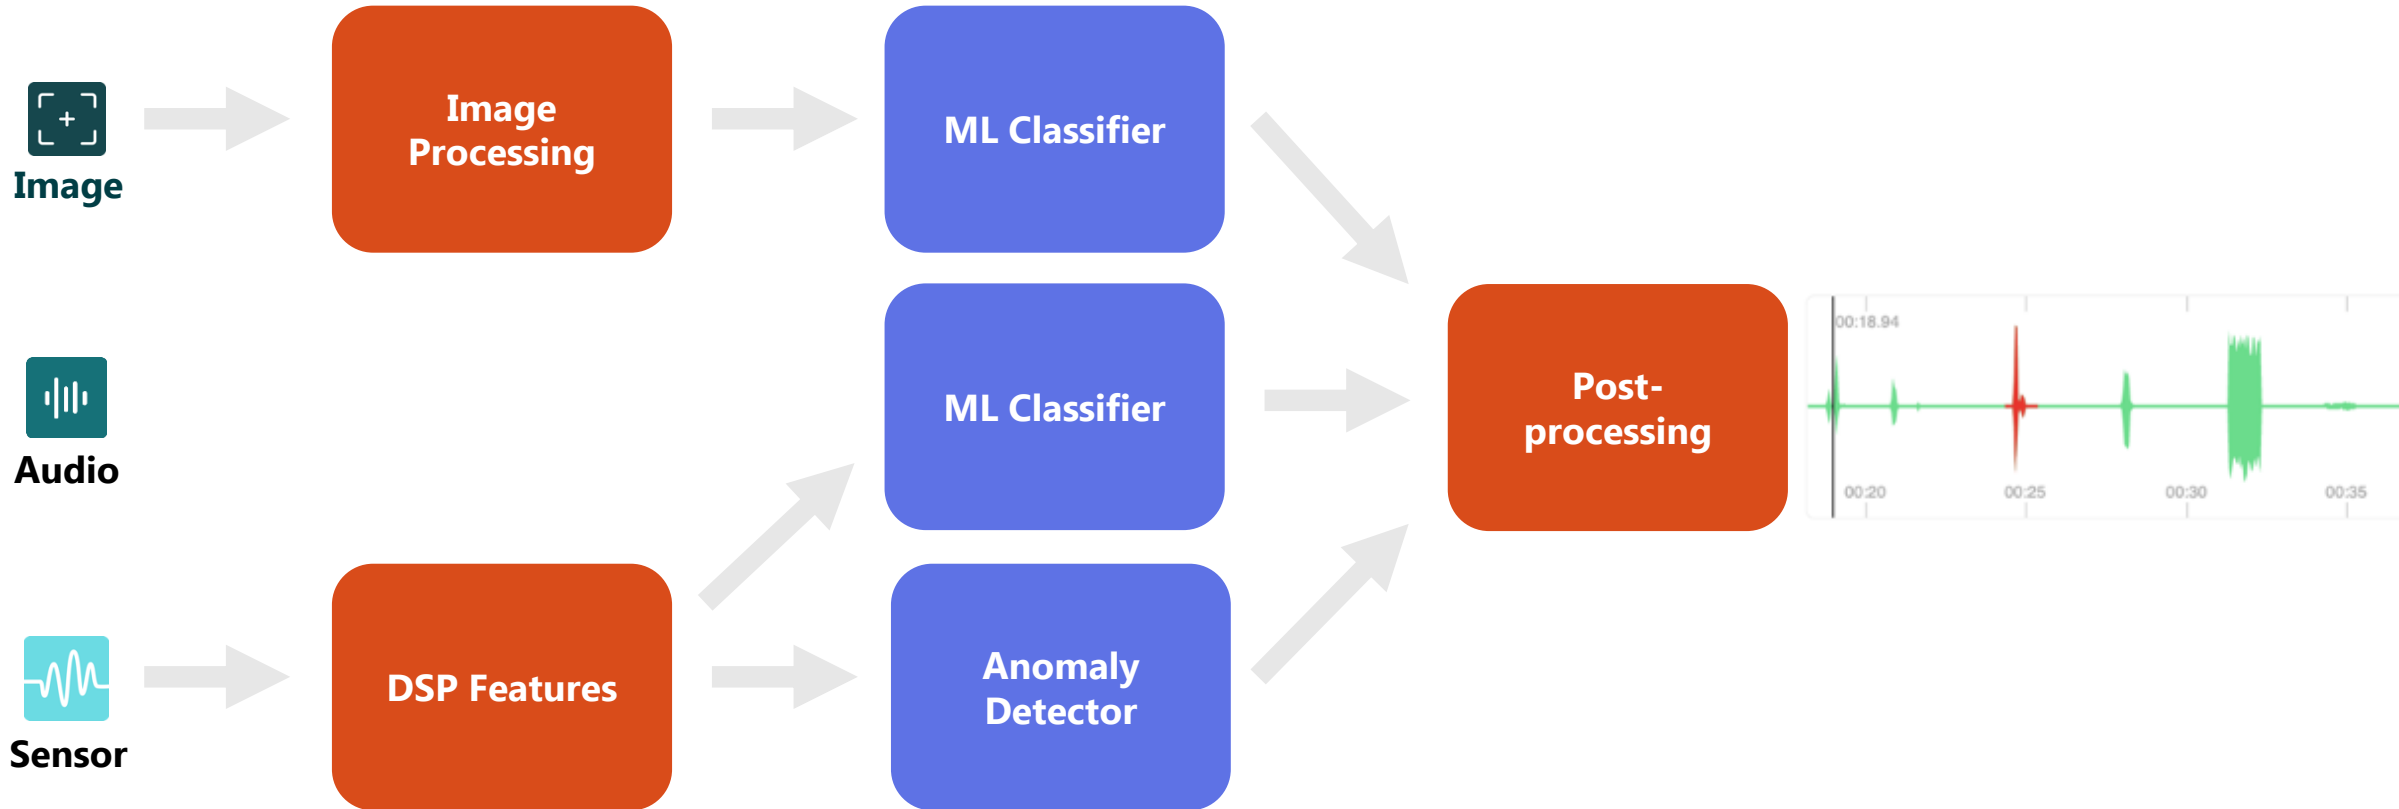 Image
Image
Processing
ML Classifier
Audio
ML Classifier
Post-
processing
00:18.94
00:20
00:25
00:30
00:35
Sensor
DSP Features
Anomaly
Detector